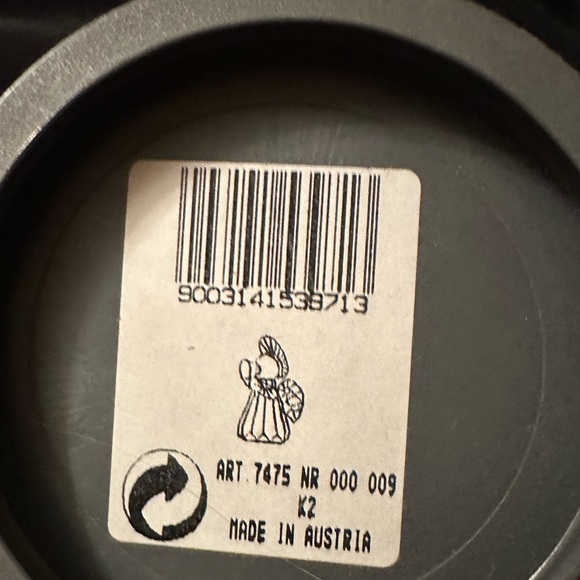 9003141538713
ART. 7475 NR 000 009
K2
MADE IN AUSTRIA